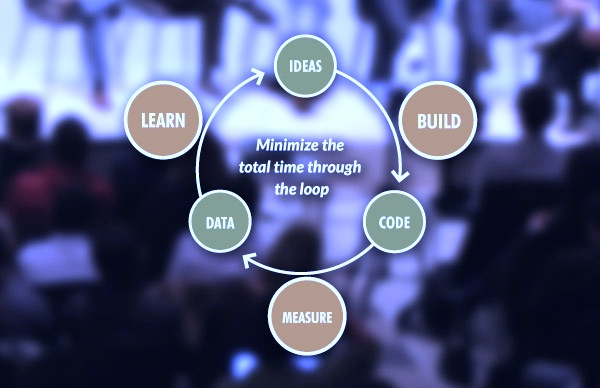 IDEAS
LEARN
BUILD
Minimize the
total time through
the loop
DATA
CODE
MEASURE